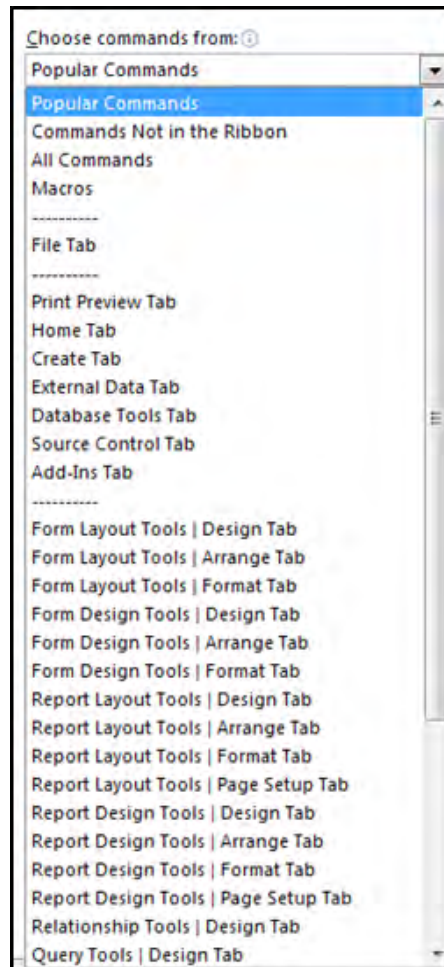 Choose commands from:
Popular Commands
Popular Commands
Commands Not in the Ribbon
All Commands
Macros
----------
File Tab
----------
Print Preview Tab
Home Tab
Create Tab
External Data Tab
Database Tools Tab
Source Control Tab
Add-Ins Tab
----------
Form Layout Tools | Design Tab
Form Layout Tools | Arrange Tab
Form Layout Tools | Format Tab
Form Design Tools | Design Tab
Form Design Tools | Arrange Tab
Form Design Tools | Format Tab
Report Layout Tools | Design Tab
Report Layout Tools | Arrange Tab
Report Layout Tools | Format Tab
Report Layout Tools | Page Setup Tab
Report Design Tools | Design Tab
Report Design Tools | Arrange Tab
Report Design Tools | Format Tab
Report Design Tools | Page Setup Tab
Relationship Tools | Design Tab
Query Tools | Design Tab